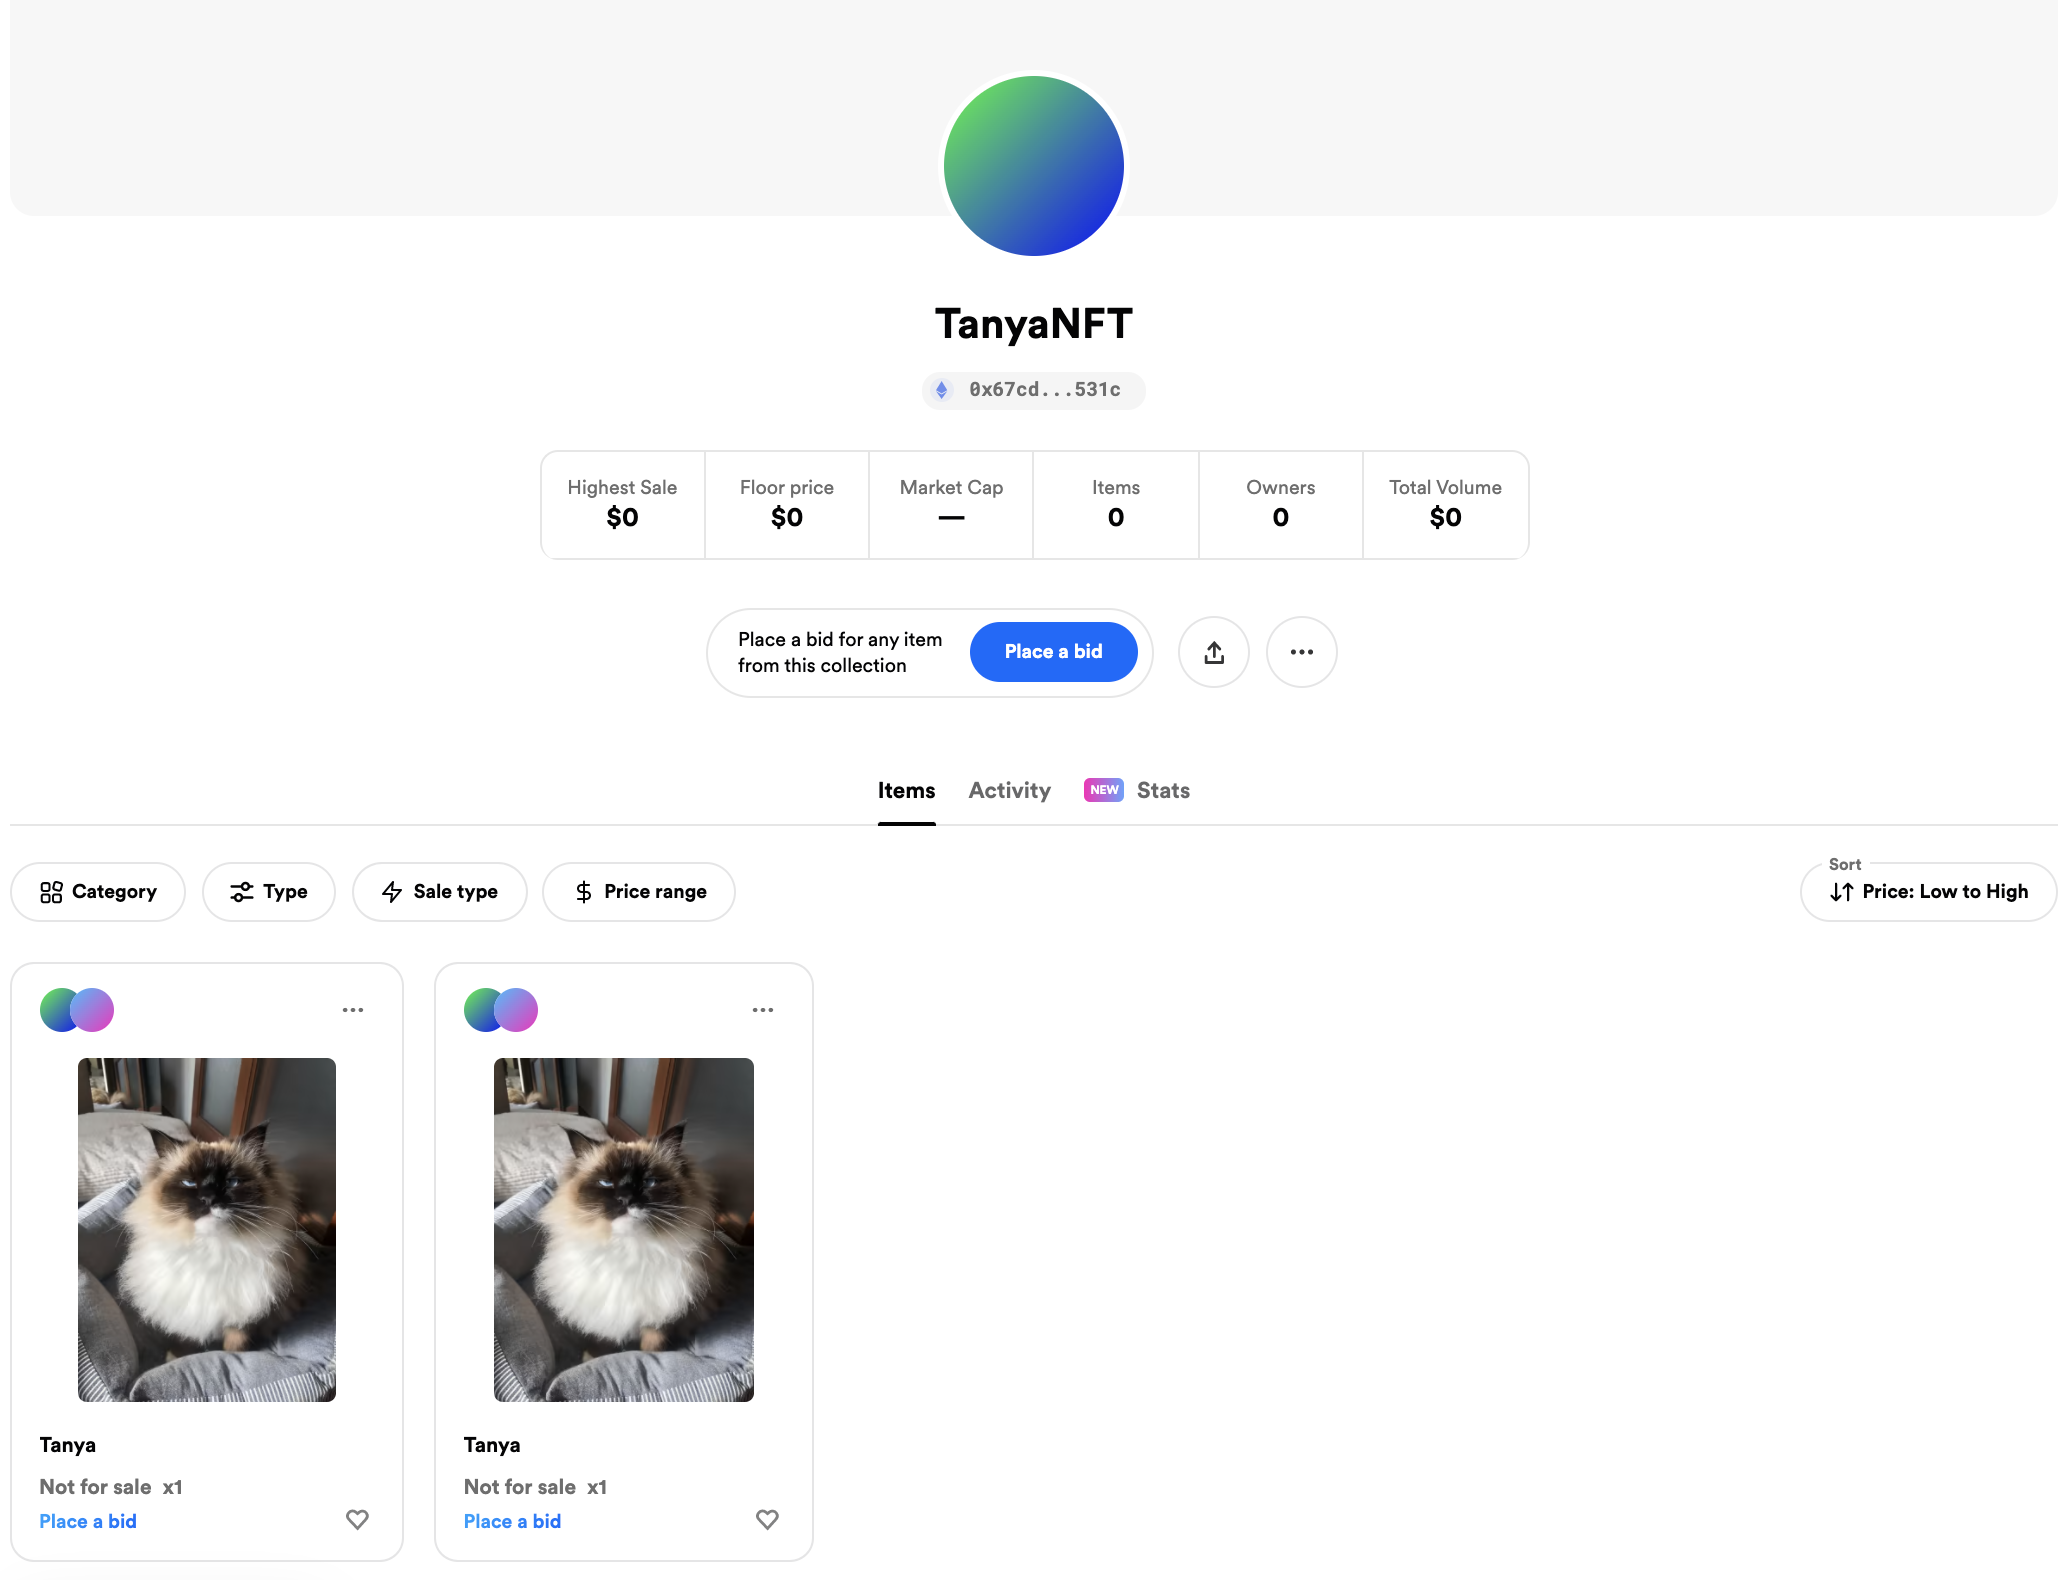 TanyaNFT
0x67cd...531c
Highest Sale
$0
Floor price
$0
Market Cap
—
Items
0
Owners
0
Total Volume
$0
Place a bid for any item
from this collection
Place a bid
Items
Activity
NEW
Stats
Category
Type
Sale type
Price range
Sort
Price: Low to High
Tanya
Not for sale x1
Place a bid
Tanya
Not for sale x1
Place a bid